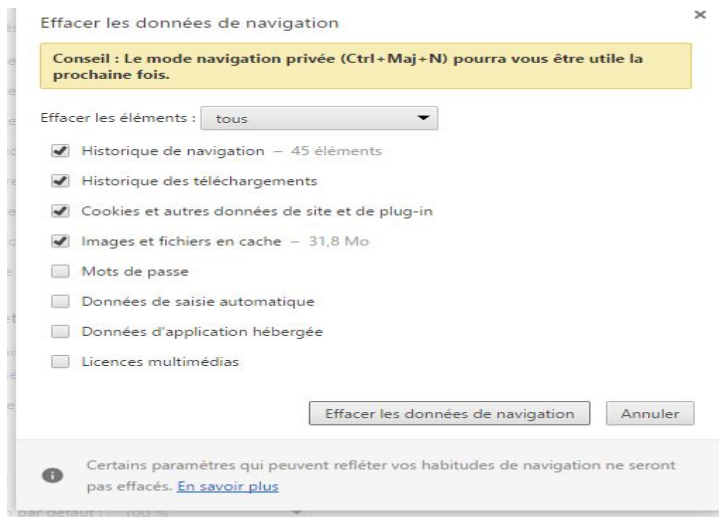 Effacer les données de navigation
Conseil : Le mode navigation privée (Ctrl+Maj+N) pourra vous être utile la
prochaine fois.
Effacer les éléments : tous
Historique de navigation – 45 éléments
Historique des téléchargements
Cookies et autres données de site et de plug-in
Images et fichiers en cache – 31,8 Mo
Mots de passe
Données de saisie automatique
Données d'application hébergée
Licences multimédias
Effacer les données de navigation Annuler
Certains paramètres qui peuvent refléter vos habitudes de navigation ne seront
pas effacés. En savoir plus
par défaut : 100 %